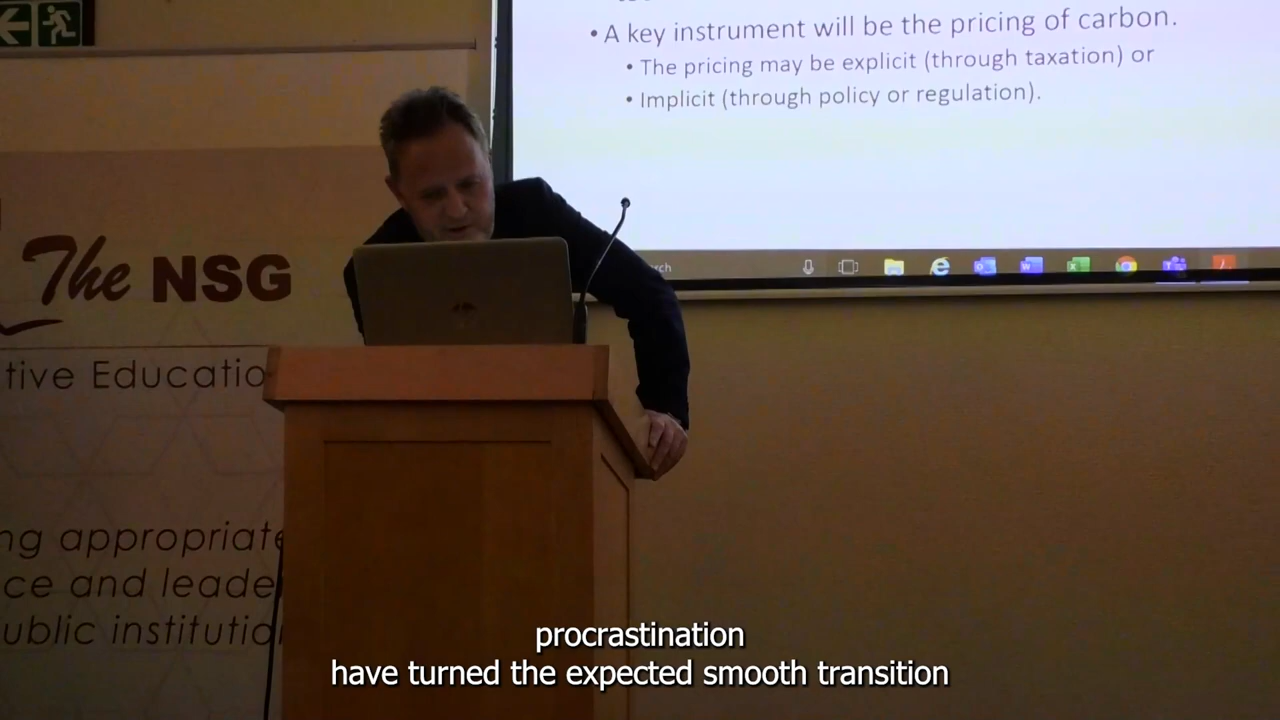 • A key instrument will be the pricing of carbon.
• The pricing may be explicit (through taxation) or
• Implicit (through policy or regulation).
rch
The NSG
tive Educatio
ng appropriate
ce and leade
ublic institutio
procrastination
have turned the expected smooth transition